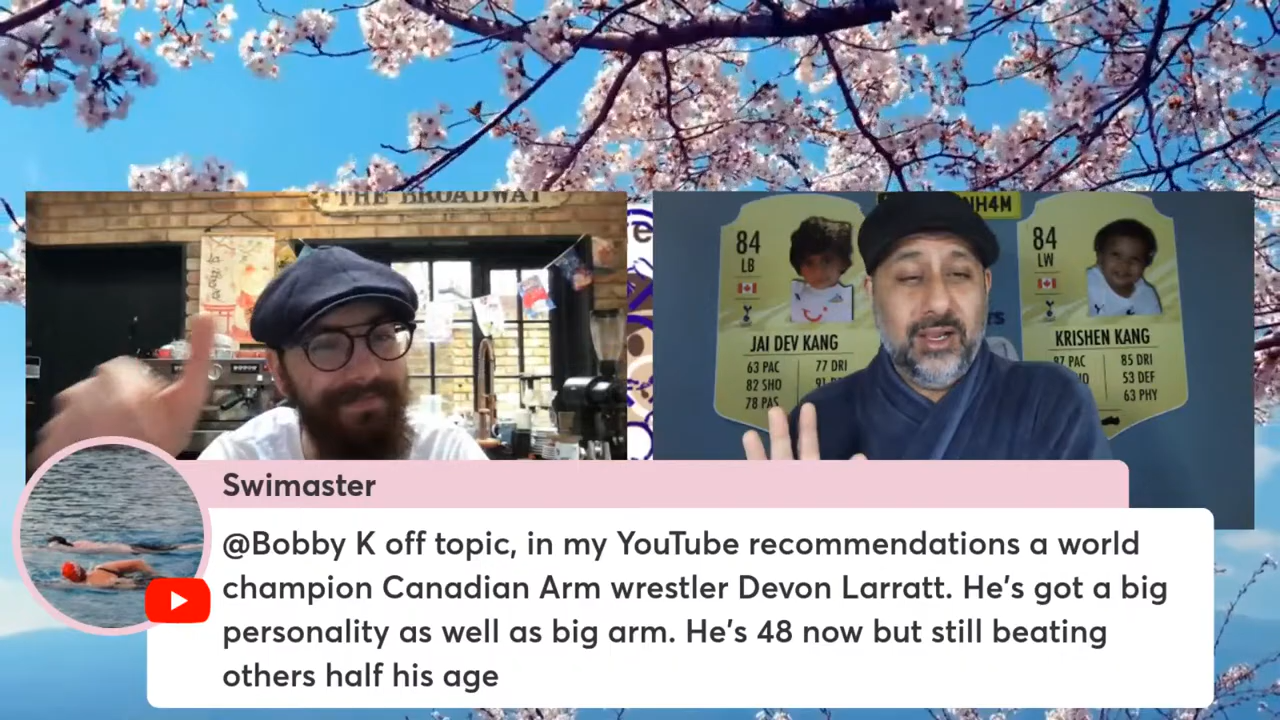 THE BROADWAY
NH4M
84
LB
JAI DEV KANG
63 PAC
77 DRI
82 SHO
78 PAS
84
LW
KRISHEN KANG
97 PAC
85 DRI
53 DEF
63 PHY
Swimaster
@Bobby K off topic, in my YouTube recommendations a world
champion Canadian Arm wrestler Devon Larratt. He's got a big
personality as well as big arm. He's 48 now but still beating
others half his age